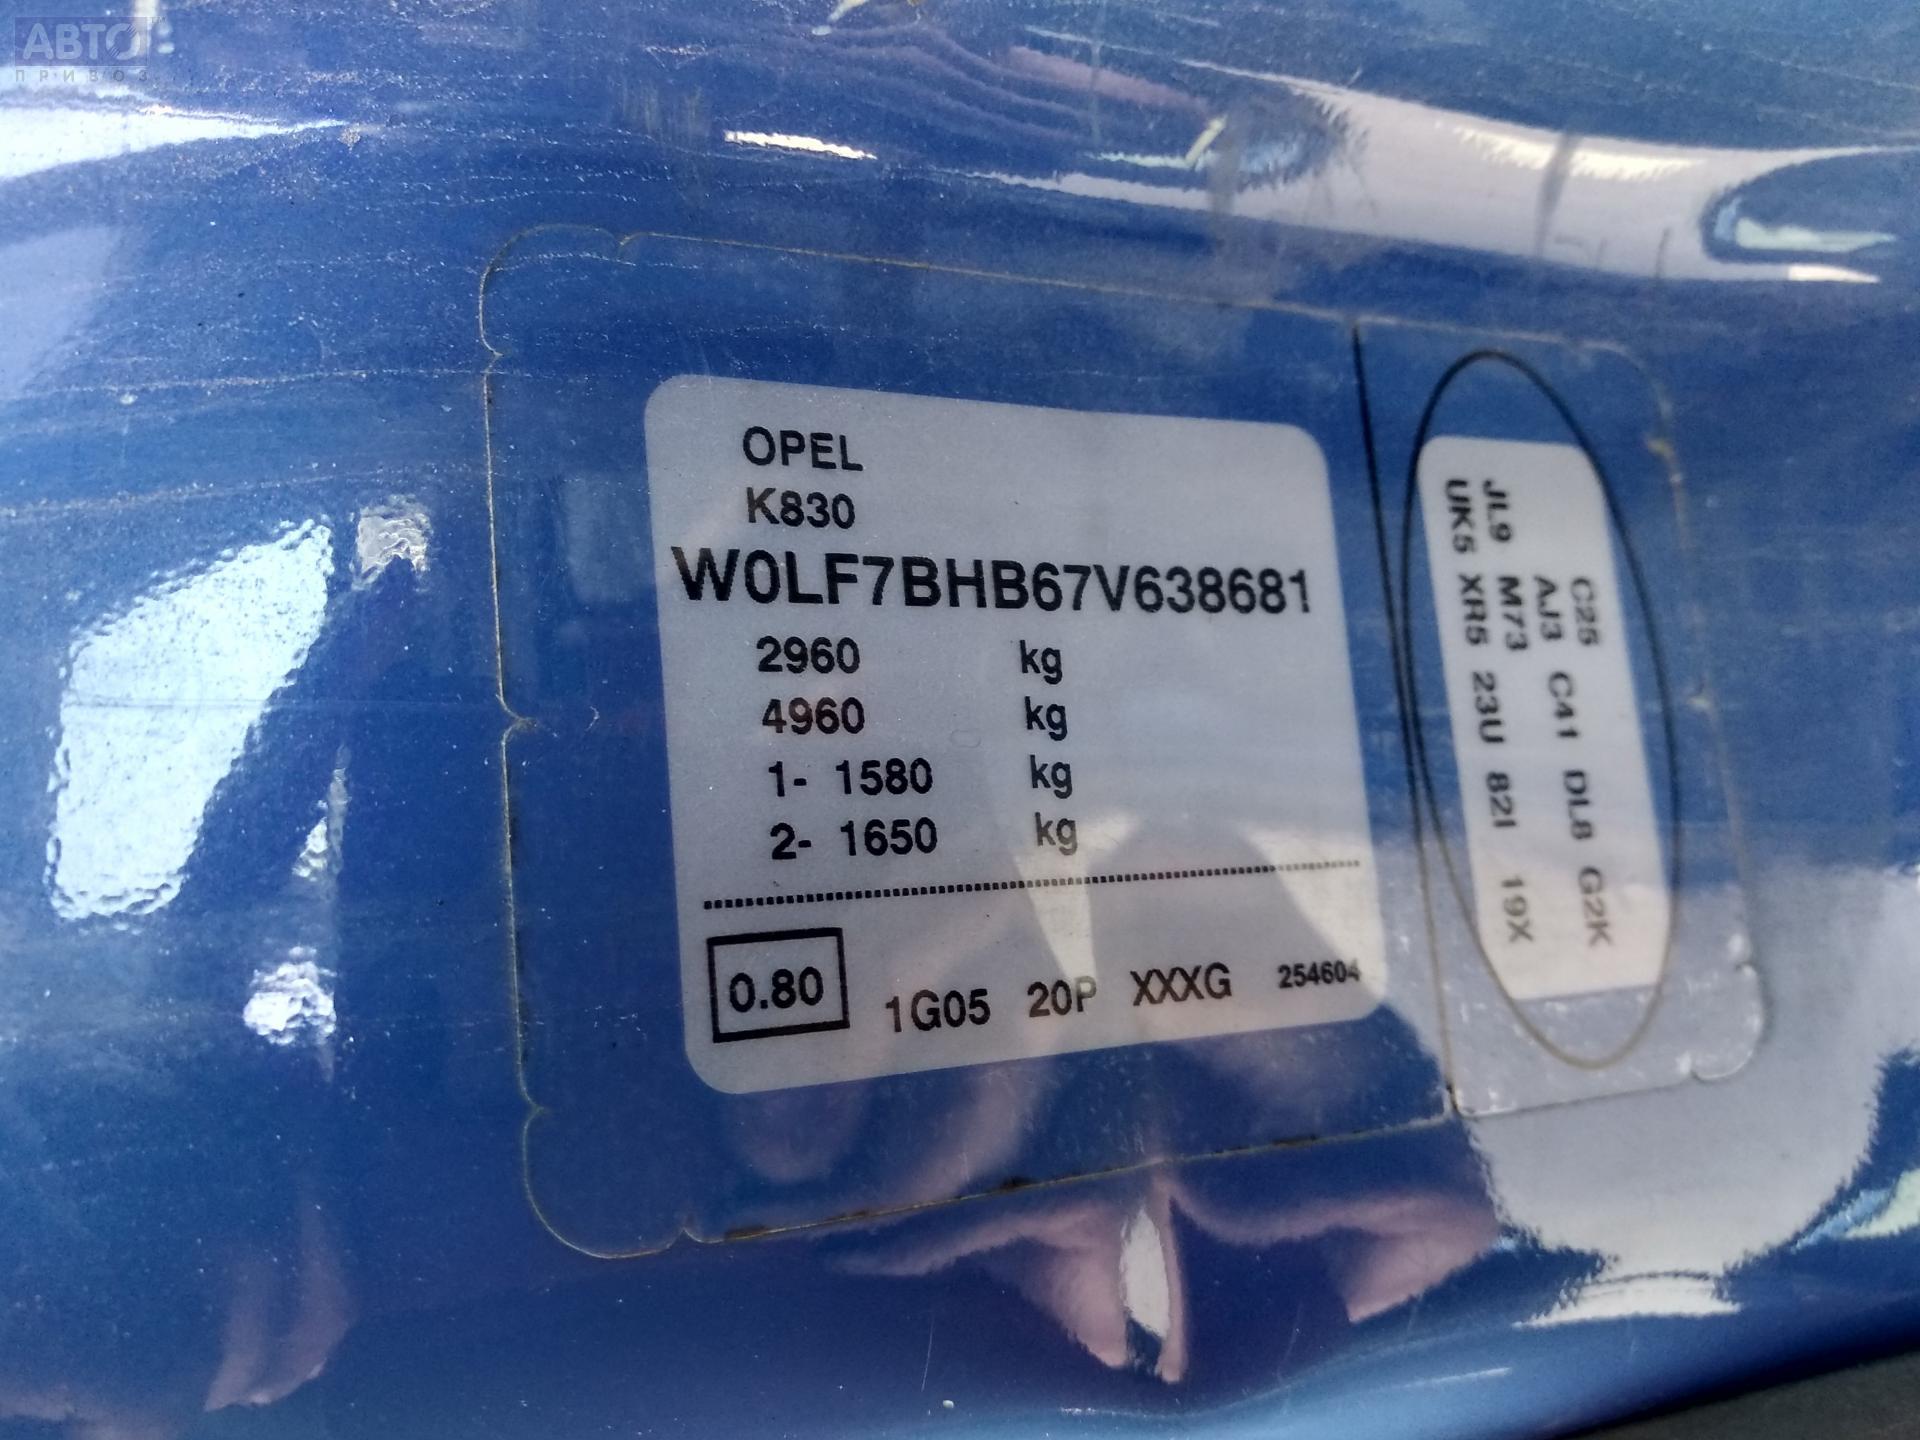 АВТО
ПРИВОЗ
OPEL
K830
W0LF7BHB67V638681
2960 kg
4960 kg
1- 1580 kg
2- 1650 kg
0.80 1G05 20P XXXG 254604
C25
AJ3 C41 DL8 G2K
JL9 M73
UK5 XR5 23U 82I 19X